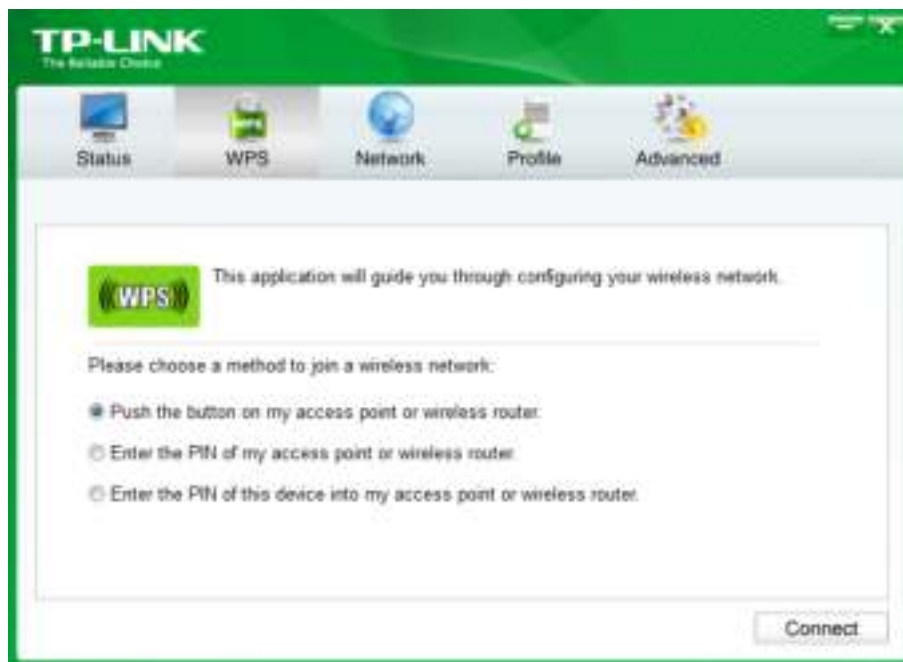 TP-LINK
The Reliable Choice
Status WPS Network Profile Advanced
WPS
This application will guide you through configuring your wireless network.
Please choose a method to join a wireless network:
Push the button on my access point or wireless router.
Enter the PIN of my access point or wireless router.
Enter the PIN of this device into my access point or wireless router.
Connect